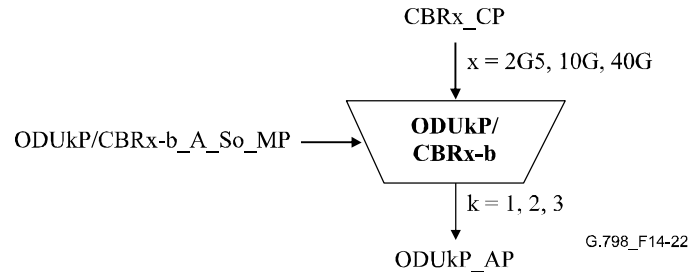 CBRx_CP
x = 2G5, 10G, 40G
ODUkP/
CBRx-b
ODUkP/CBRx-b_A_So_MP
k = 1, 2, 3
G.798_F14-22
ODUkP_AP